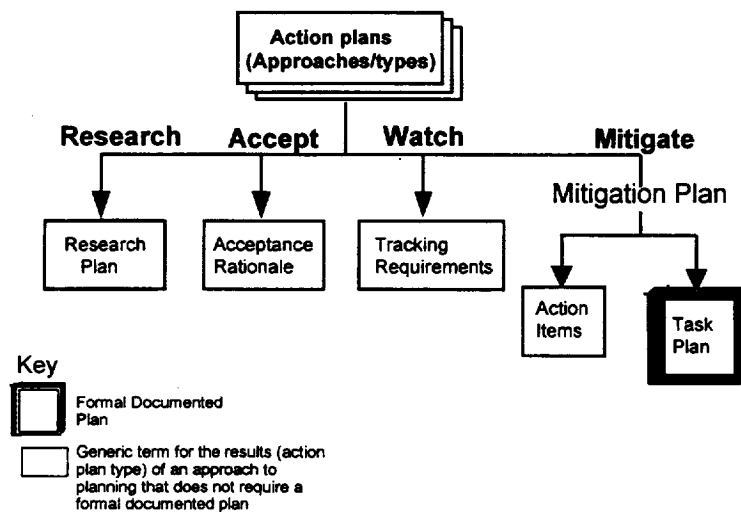 Action plans
(Approaches/types)
Research Accept Watch Mitigate
Mitigation Plan
Research
Plan
Acceptance
Rationale
Tracking
Requirements
Action
Items
Task
Plan
Key
Formal Documented
Plan
Generic term for the results (action
plan type) of an approach to
planning that does not require a
formal documented plan